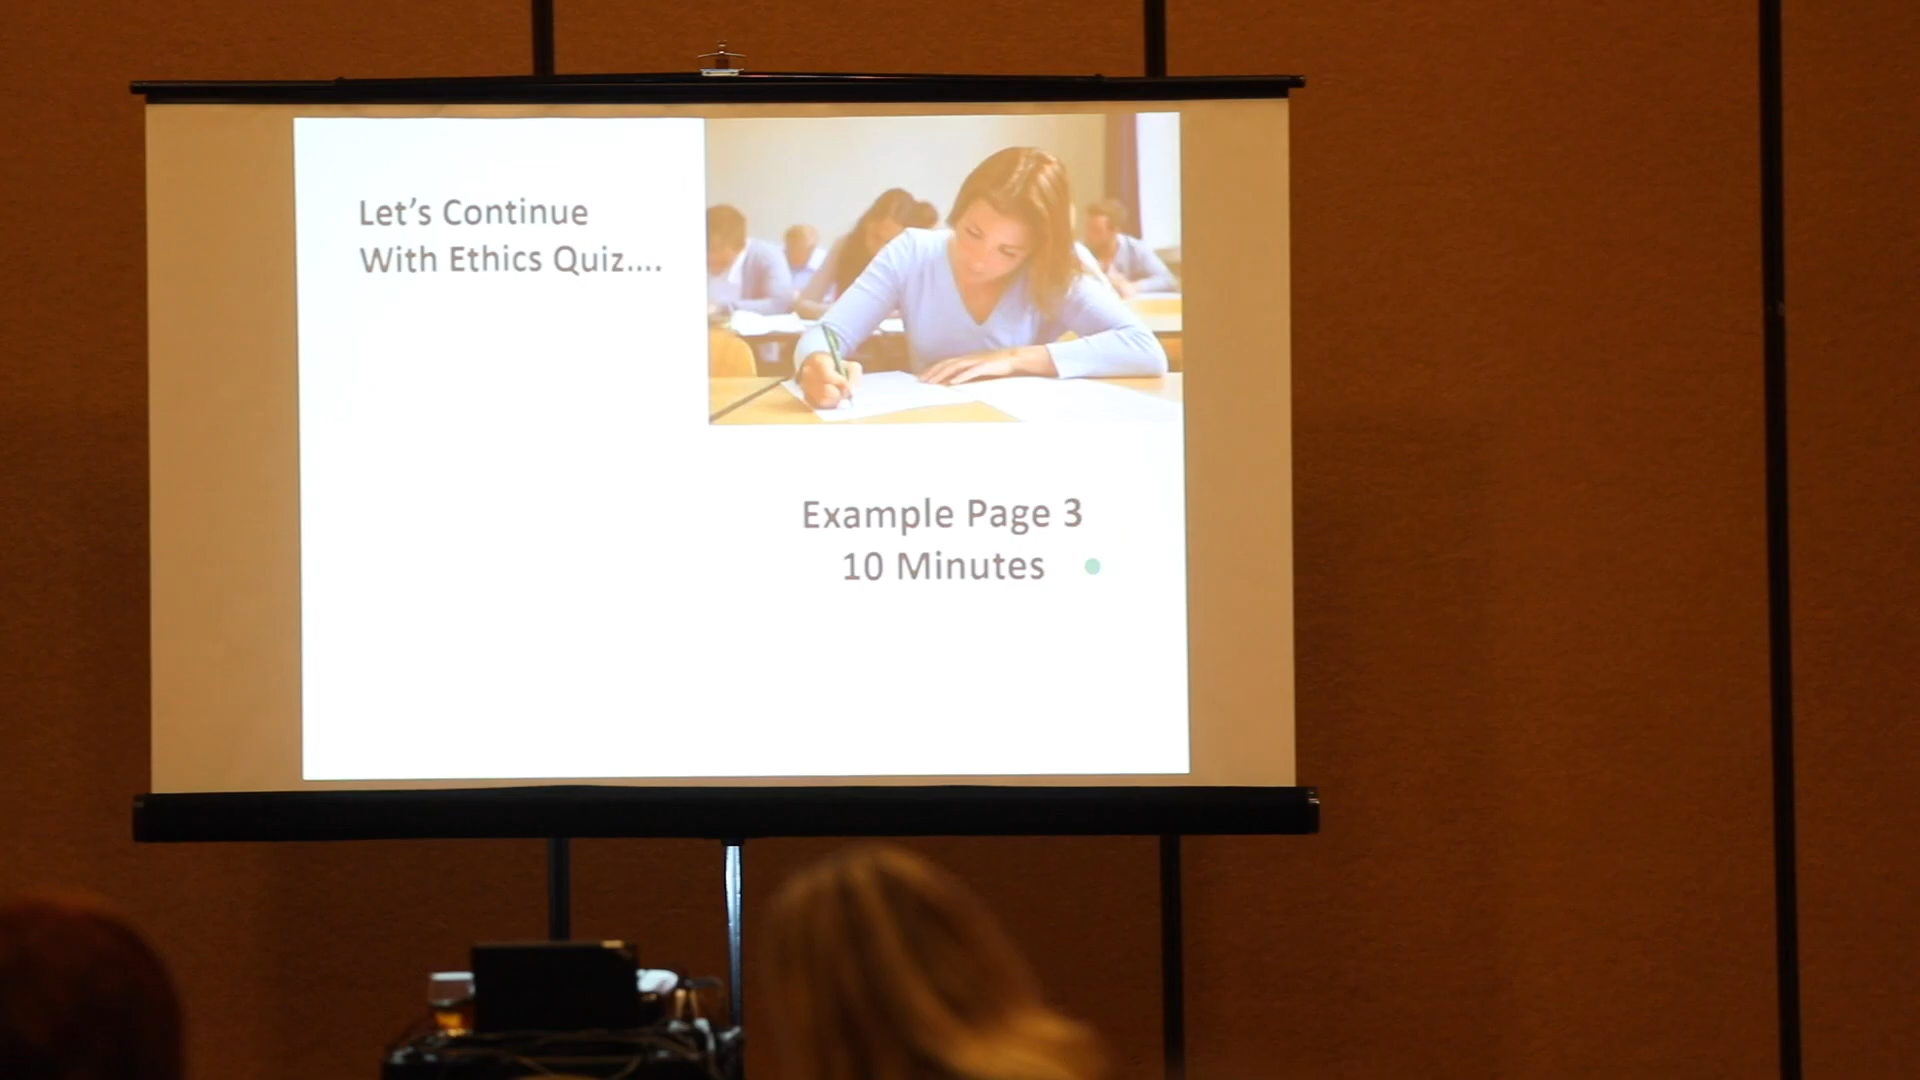 Let’s Continue
With Ethics Quiz....
Example Page 3
10 Minutes